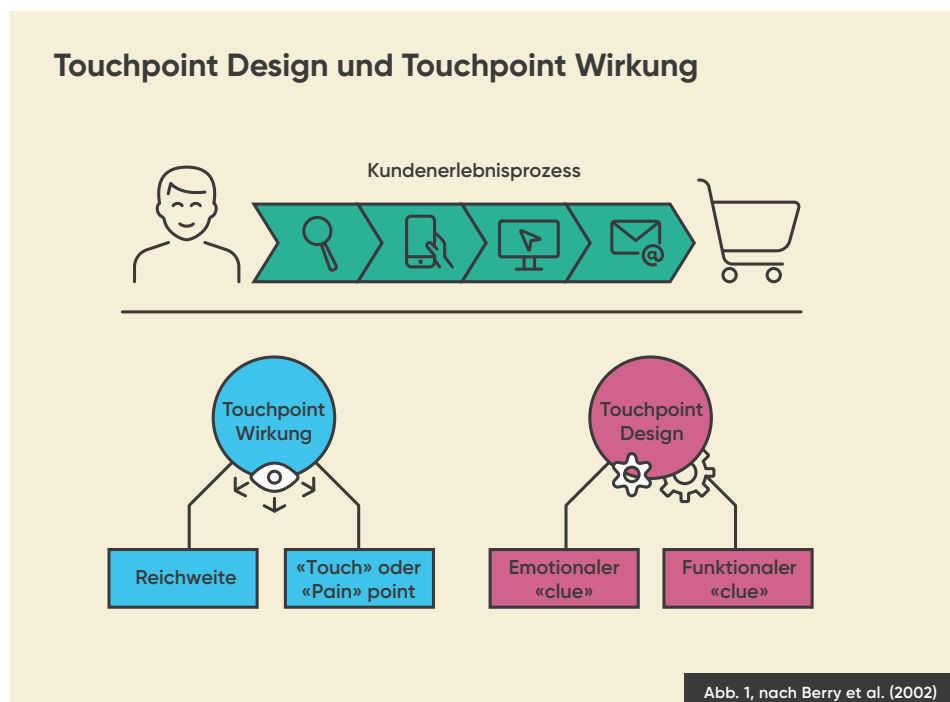 Touchpoint Design und Touchpoint Wirkung
Kundenerlebnisprozess
@
Touchpoint
Wirkung
Touchpoint
Design
Reichweite
«Touch» oder
«Pain» point
Emotionaler
«clue»
Funktionaler
«clue»
Abb. 1, nach Berry et al. (2002)